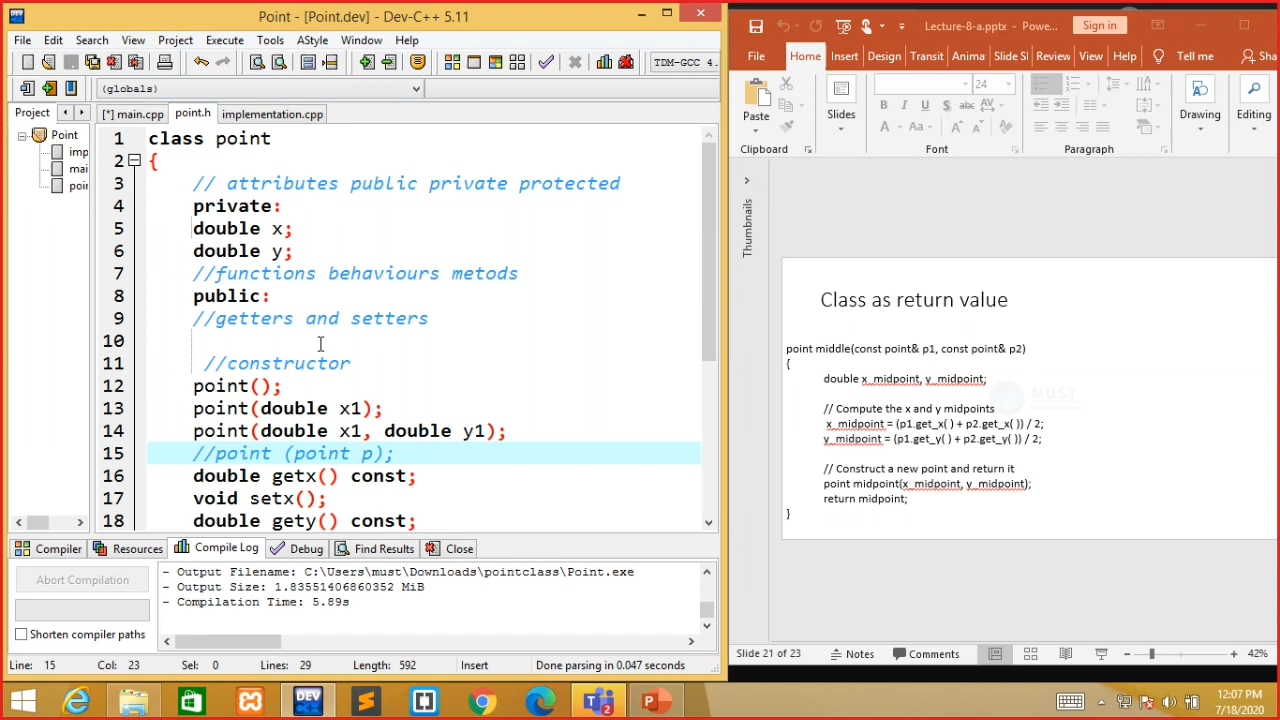 Point - [Point.dev] - Dev-C++ 5.11
File Edit Search View Project Execute Tools AStyle Window Help
TDM-GCC 4.
(globals)
Project [*] main.cpp point.h implementation.cpp
Point
imp
mai
poi
1 class point
2 {
3 // attributes public private protected
4 private:
5 double x;
6 double y;
7 //functions behaviours metods
8 public:
9 //getters and setters
10
11 //constructor
12 point();
13 point(double x1);
14 point(double x1, double y1);
15 //point (point p);
16 double getx() const;
17 void setx();
18 double gety() const;
Compiler Resources Compile Log Debug Find Results Close
Abort Compilation
Shorten compiler paths
- Output Filename: C:\Users\must\Downloads\pointclass\Point.exe
- Output Size: 1.83551406860352 MiB
- Compilation Time: 5.89s
Line: 15 Col: 23 Sel: 0 Lines: 29 Length: 592 Insert Done parsing in 0.047 seconds
Lecture-8-a.pptx - Powe... Sign in
File Home Insert Design Transit Anima Slide Sl Review View Help Tell me Sha
24
Paste Slides B I U S abc AV Aa A Drawing Editing
Clipboard Font Paragraph
Thumbnails
Class as return value
point middle(const point& p1, const point& p2)
{
double x_midpoint, y_midpoint;
// Compute the x and y midpoints
x_midpoint = (p1.get_x( ) + p2.get_x( )) / 2;
y_midpoint = (p1.get_y( ) + p2.get_y( )) / 2;
// Construct a new point and return it
point midpoint(x_midpoint, y_midpoint);
return midpoint;
}
MUST
Slide 21 of 23 Notes Comments 42%
DEV
2
12:07 PM
7/18/2020